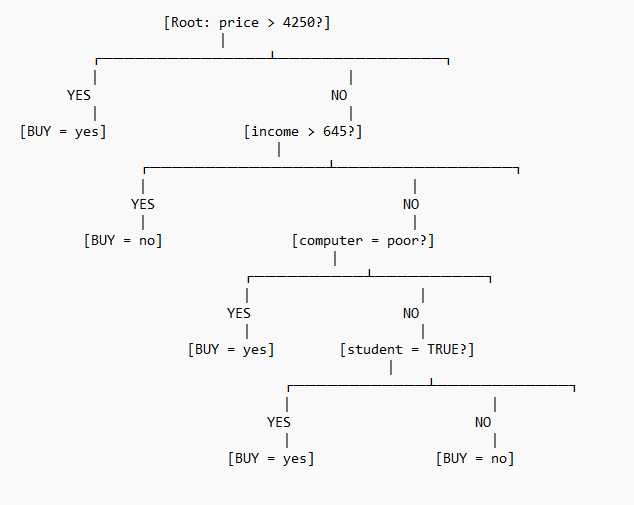 [Root: price > 4250?]
YES NO
[BUY = yes] [income > 645?]
YES NO
[BUY = no] [computer = poor?]
YES NO
[BUY = yes] [student = TRUE?]
YES NO
[BUY = yes] [BUY = no]